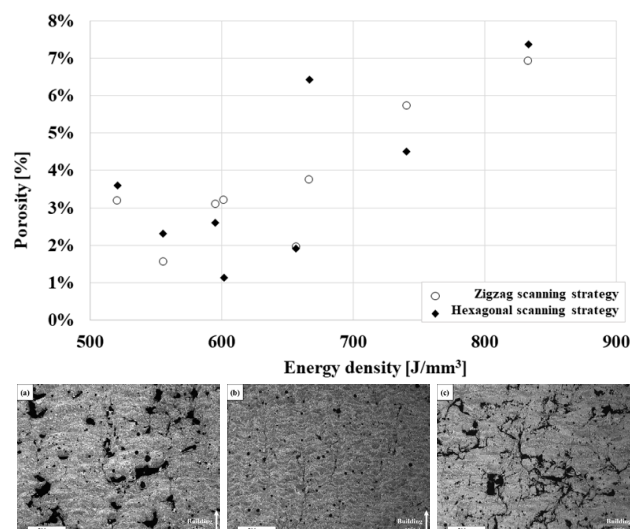 8%
7%
6%
5%
4%
3%
2%
1%
0%
Porosity [%]
500 600 700 800 900
Energy density [J/mm³]
Zigzag scanning strategy
Hexagonal scanning strategy
(a) (b) (c)
Building Building Building